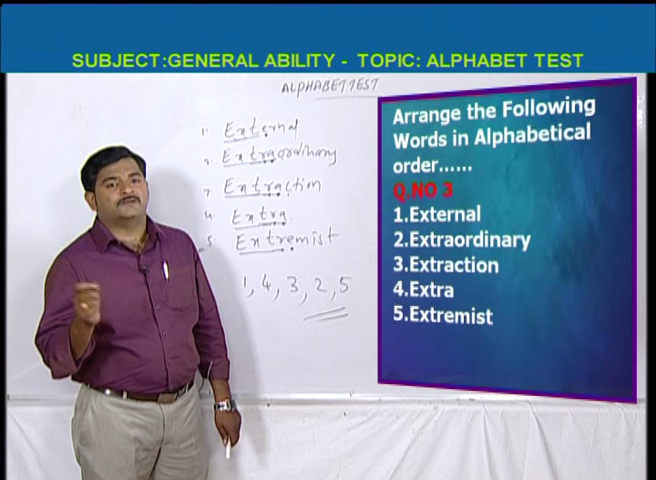 SUBJECT:GENERAL ABILITY - TOPIC: ALPHABET TEST
ALPHABET TEST
1. External
2. Extraordinary
3. Extraction
4. Extra.
5. Extremist
1, 4, 3, 2, 5
Arrange the Following
Words in Alphabetical
order......
Q.NO 3
1.External
2.Extraordinary
3.Extraction
4.Extra
5.Extremist